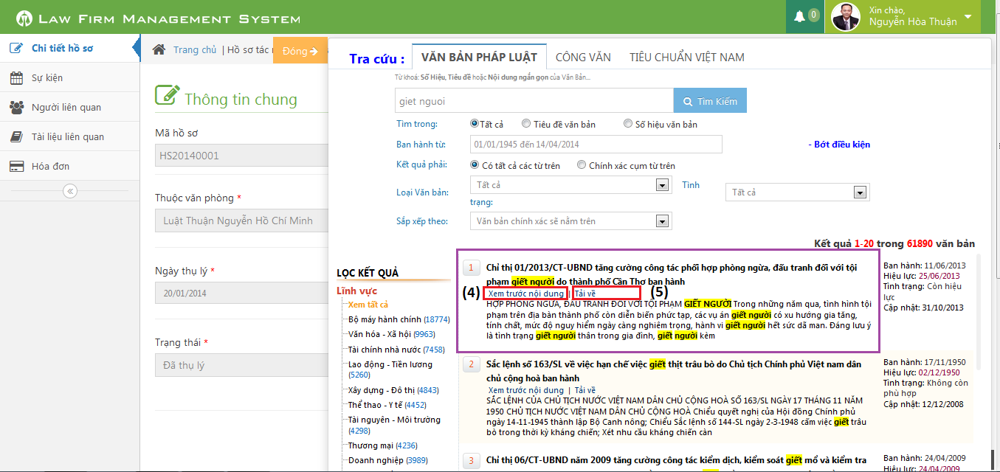 LAW FIRM MANAGEMENT SYSTEM
0
Xin chào,
Nguyễn Hòa Thuận
Chi tiết hồ sơ
Sự kiện
Người liên quan
Tài liệu liên quan
Hóa đơn
Trang chủ | Hồ sơ tác
Đóng
Thông tin chung
Mã hồ sơ
HS20140001
Thuộc văn phòng *
Luật Thuận Nguyễn Hồ Chí Minh
Ngày thụ lý *
20/01/2014
Trạng thái *
Đã thụ lý
Tra cứu :
VĂN BẢN PHÁP LUẬT
CÔNG VĂN
TIÊU CHUẨN VIỆT NAM
Từ khoá: Số Hiệu, Tiêu đề hoặc Nội dung ngắn gọn của Văn Bản...
giet nguoi
Tìm Kiếm
Tìm trong:
Tất cả
Tiêu đề văn bản
Số hiệu văn bản
Ban hành từ:
01/01/1945 đến 14/04/2014
- Bớt điều kiện
Kết quả phải:
Có tất cả các từ trên
Chính xác cụm từ trên
Loại Văn bản:
Tất cả
Tình
trạng:
Tất cả
Sắp xếp theo:
Văn bản chính xác sẽ nằm trên
Kết quả 1-20 trong 61890 văn bản
LỌC KẾT QUẢ
Lĩnh vực
Xem tất cả
Bộ máy hành chính (18774)
Văn hóa - Xã hội (9963)
Tài chính nhà nước (7458)
Lao động - Tiền lương
(5260)
Xây dựng - Đô thị (4843)
Thể thao - Y tế (4452)
Tài nguyên - Môi trường
(4298)
Thương mại (4236)
Doanh nghiệp (3989)
1
Chỉ thị 01/2013/CT-UBND tăng cường công tác phối hợp phòng ngừa, đấu tranh đối với tội
phạm giết người do thành phố Cần Thơ ban hành
(4)
Xem trước nội dung | Tải về
(5)
HỢP PHÒNG NGỪA, ĐẤU TRANH ĐỐI VỚI TỘI PHẠM GIẾT NGƯỜI Trong những năm qua, tình hình tội
phạm trên địa bàn thành phố còn diễn biến phức tạp, các vụ án giết người có xu hướng gia tăng,
tính chất, mức độ nguy hiểm ngày càng nghiêm trọng, hành vi giết người hết sức dã man. Đáng lưu ý
là tình trạng giết người thân trong gia đình, giết người kèm
Ban hành: 11/06/2013
Hiệu lực: 25/06/2013
Tình trạng: Còn hiệu
lực
Cập nhật: 31/10/2013
2
Sắc lệnh số 163/SL về việc hạn chế việc giết thịt trâu bò do Chủ tịch Chính phủ Việt nam dân
chủ cộng hoà ban hành
Xem trước nội dung | Tải về
SẮC LỆNH CỦA CHỦ TỊCH NƯỚC VIỆT NAM DÂN CHỦ CỘNG HOÀ SỐ 163/SL NGÀY 17 THÁNG 11 NĂM
1950 CHỦ TỊCH NƯỚC VIỆT NAM DÂN CHỦ CỘNG HOÀ Chiểu quyết nghị của Hội đồng Chính phủ
ngày 14-11-1945 thành lập Bộ Canh nông; Chiểu Sắc lệnh số 144-SL ngày 2-3-1948 cấm việc giết trâu
bò trong thời kỳ kháng chiến; Xét nhu cầu kháng chiến cản
Ban hành: 17/11/1950
Hiệu lực: 02/12/1950
Tình trạng: Không còn
phù hợp
Cập nhật: 12/12/2008
3
Chỉ thị 06/CT-UBND năm 2009 tăng cường công tác kiểm dịch, kiểm soát giết mổ và kiểm tra
Ban hành: 24/04/2009
Hiệu lực: 24/04/2009